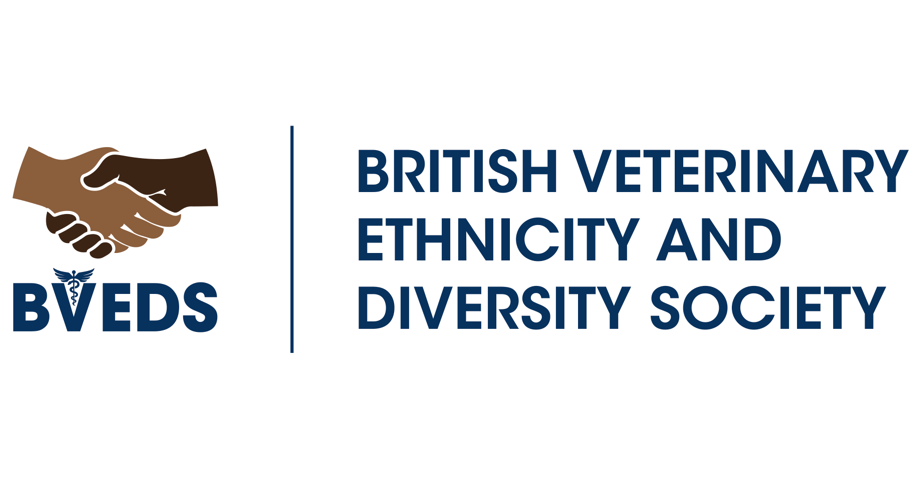 BVEDS
BRITISH VETERINARY
ETHNICITY AND
DIVERSITY SOCIETY